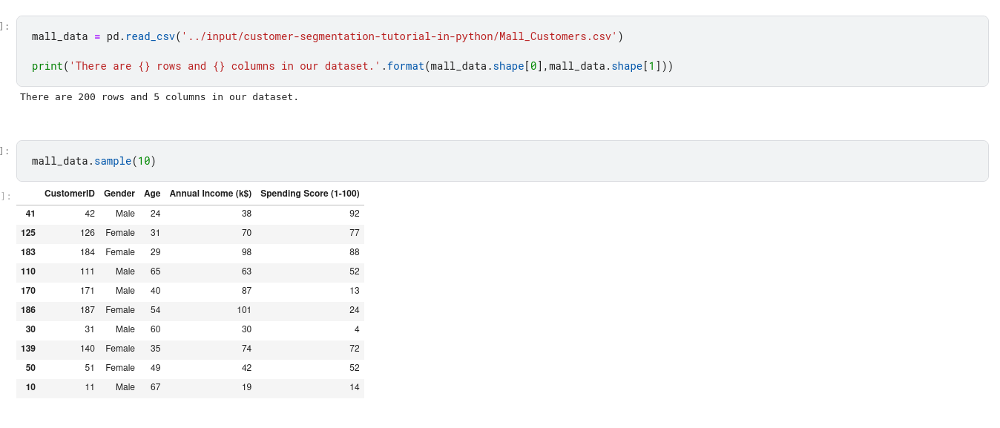 ]:
mall_data = pd.read_csv('../input/customer-segmentation-tutorial-in-python/Mall_Customers.csv')
print('There are {} rows and {} columns in our dataset.'.format(mall_data.shape[0],mall_data.shape[1]))
There are 200 rows and 5 columns in our dataset.
]:
mall_data.sample(10)
]:
CustomerID Gender Age Annual Income (k$) Spending Score (1-100)
41 42 Male 24 38 92
125 126 Female 31 70 77
183 184 Female 29 98 88
110 111 Male 65 63 52
170 171 Male 40 87 13
186 187 Female 54 101 24
30 31 Male 60 30 4
139 140 Female 35 74 72
50 51 Female 49 42 52
10 11 Male 67 19 14